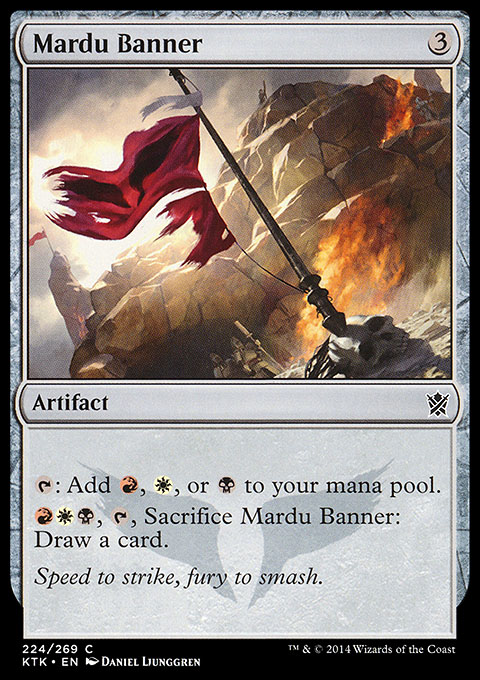 Mardu Banner 3
Artifact
: Add , , or to your mana pool.
, , Sacrifice Mardu Banner:
Draw a card.
Speed to strike, fury to smash.
224/269 C
KTK • EN Daniel Ljunggren
™ & © 2014 Wizards of the Coast